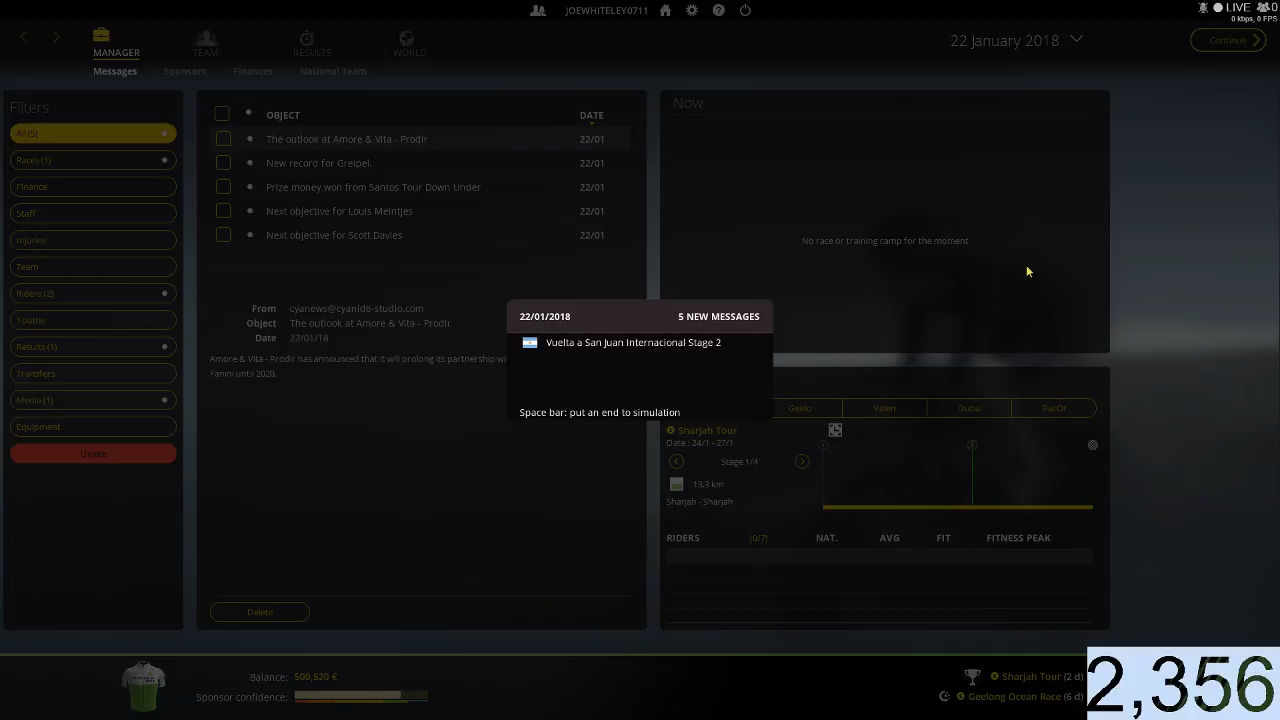 JOEWHITELEY0711
LIVE 0
0 kbps, 0 FPS
MANAGER
TEAM
RESULTS
WORLD
22 January 2018
Continue
Messages
Sponsors
Finances
National Team
Filters
All (5)
Races (1)
Finance
Staff
Injuries
Team
Riders (2)
Youths
Results (1)
Transfers
Media (1)
Equipment
Delete
OBJECT
DATE
The outlook at Amore & Vita - Prodir
22/01
New record for Greipel.
22/01
Prize money won from Santos Tour Down Under
22/01
Next objective for Louis Meintjes
22/01
Next objective for Scott Davies
22/01
From
cyanews@cyanide-studio.com
Object
The outlook at Amore & Vita - Prodir
Date
22/01/18
Amore & Vita - Prodir has announced that it will prolong its partnership wi
Fanini until 2020.
Delete
22/01/2018
5 NEW MESSAGES
Vuelta a San Juan Internacional Stage 2
Space bar: put an end to simulation
Now
No race or training camp for the moment
Geelo
Valen
Dubai
PazOr
Sharjah Tour
Date : 24/1 - 27/1
Stage 1/4
13,3 km
Sharjah - Sharjah
RIDERS
(0/7)
NAT.
AVG
FIT
FITNESS PEAK
Balance:
500,520 €
Sponsor confidence:
Sharjah Tour (2 d)
Geelong Ocean Race (6 d)
2,356